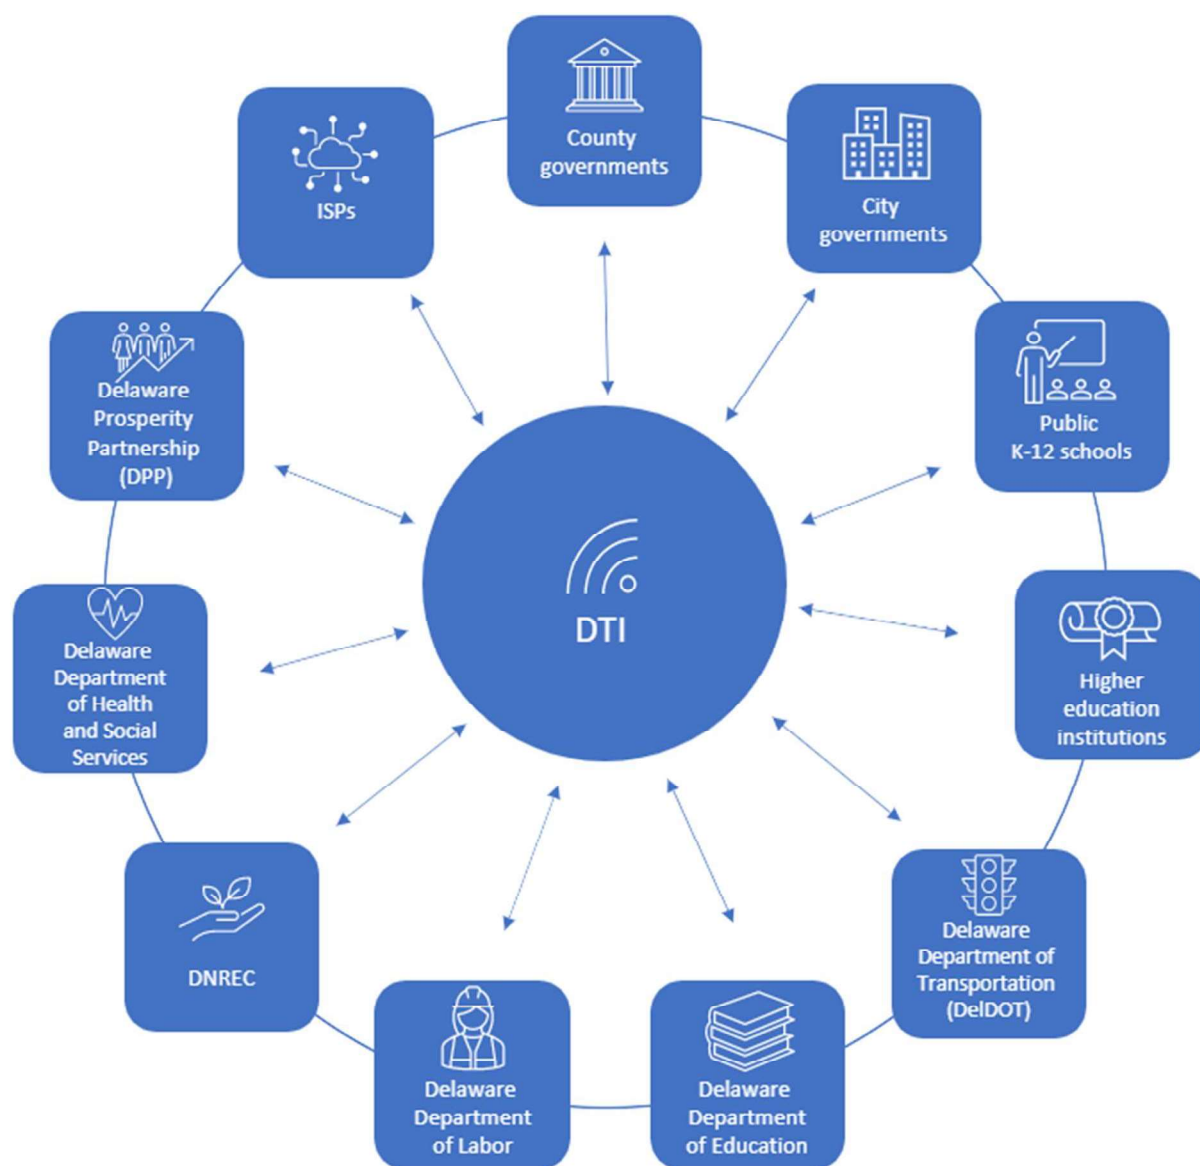 County
governments
City
governments
Public
K-12 schools
Higher
education
institutions
Delaware
Department of
Transportation
(DelDOT)
Delaware
Department
of Education
Delaware
Department
of Labor
DNREC
Delaware
Department
of Health
and Social
Services
Delaware
Prosperity
Partnership
(DPP)
ISPs
DTI